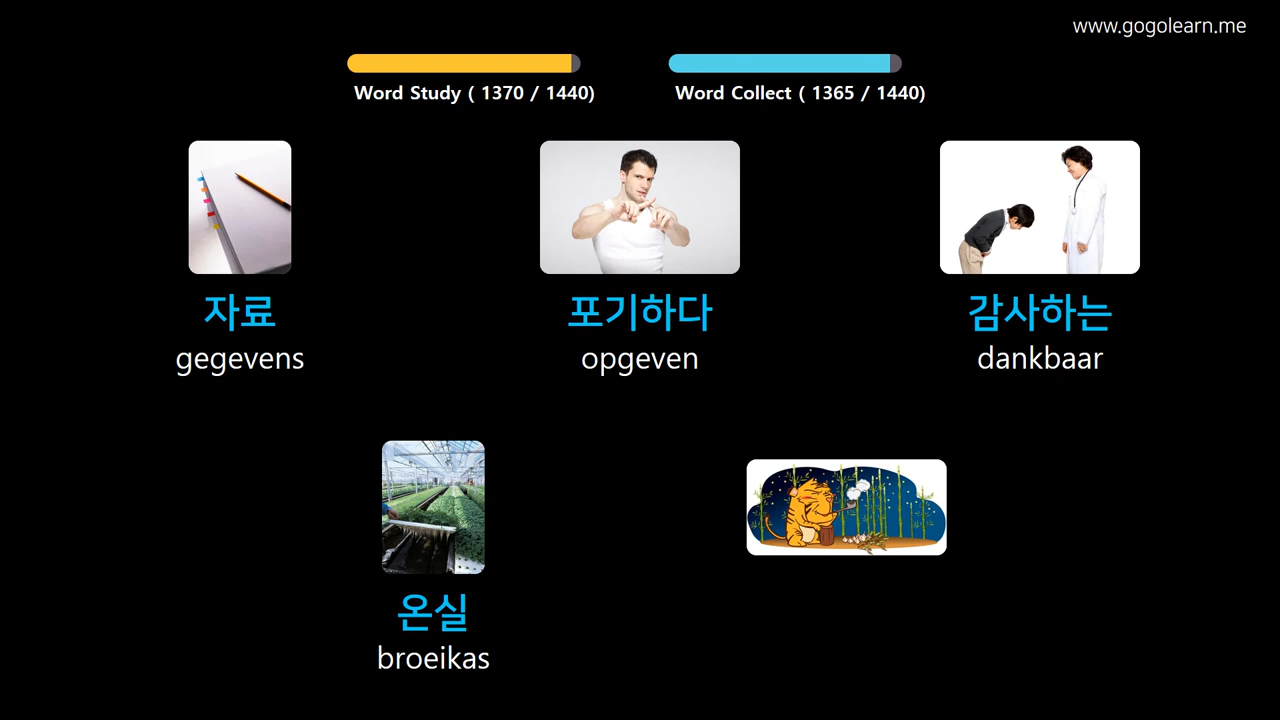 www.gogolearn.me
Word Study ( 1370 / 1440)
Word Collect ( 1365 / 1440)
자료
gegevens
포기하다
opgeven
감사하는
dankbaar
온실
broeikas